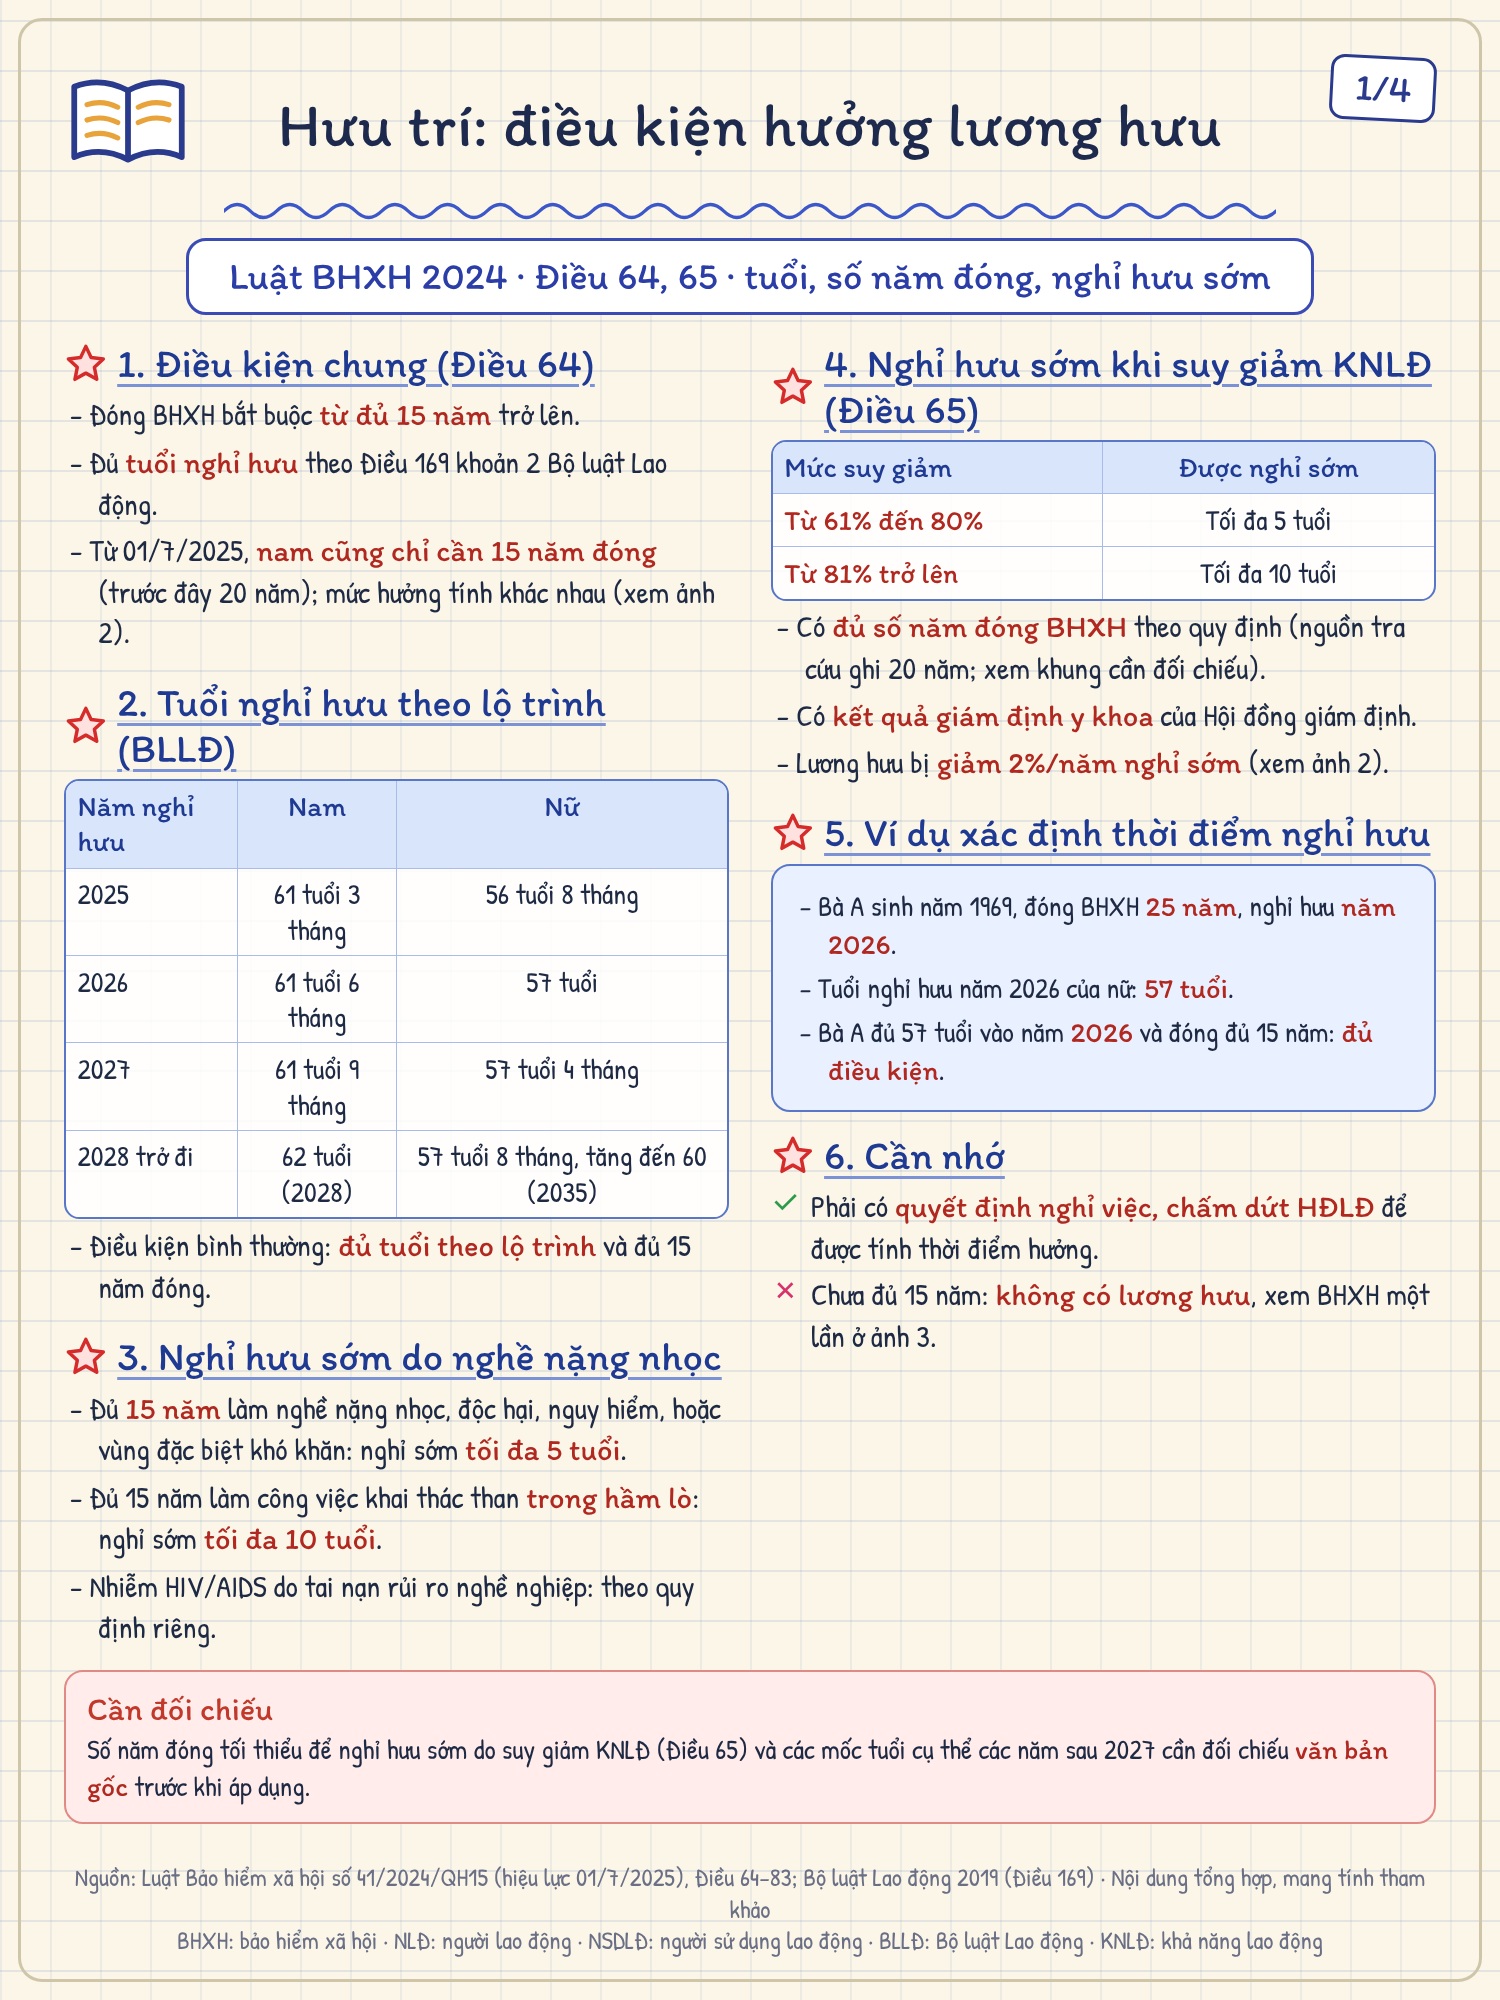 Hưu trí: điều kiện hưởng lương hưu
1/4
Luật BHXH 2024 · Điều 64, 65 · tuổi, số năm đóng, nghỉ hưu sớm
1. Điều kiện chung (Điều 64)
– Đóng BHXH bắt buộc từ đủ 15 năm trở lên.
– Đủ tuổi nghỉ hưu theo Điều 169 khoản 2 Bộ luật Lao
động.
– Từ 01/7/2025, nam cũng chỉ cần 15 năm đóng
(trước đây 20 năm); mức hưởng tính khác nhau (xem ảnh
2).
2. Tuổi nghỉ hưu theo lộ trình
(BLLĐ)
Năm nghỉ
hưu
Nam
Nữ
2025
61 tuổi 3
tháng
56 tuổi 8 tháng
2026
61 tuổi 6
tháng
57 tuổi
2027
61 tuổi 9
tháng
57 tuổi 4 tháng
2028 trở đi
62 tuổi
(2028)
57 tuổi 8 tháng, tăng đến 60
(2035)
– Điều kiện bình thường: đủ tuổi theo lộ trình và đủ 15
năm đóng.
3. Nghỉ hưu sớm do nghề nặng nhọc
– Đủ 15 năm làm nghề nặng nhọc, độc hại, nguy hiểm, hoặc
vùng đặc biệt khó khăn: nghỉ sớm tối đa 5 tuổi.
– Đủ 15 năm làm công việc khai thác than trong hầm lò:
nghỉ sớm tối đa 10 tuổi.
– Nhiễm HIV/AIDS do tai nạn rủi ro nghề nghiệp: theo quy
định riêng.
4. Nghỉ hưu sớm khi suy giảm KNLĐ
(Điều 65)
Mức suy giảm
Được nghỉ sớm
Từ 61% đến 80%
Tối đa 5 tuổi
Từ 81% trở lên
Tối đa 10 tuổi
– Có đủ số năm đóng BHXH theo quy định (nguồn tra
cứu ghi 20 năm; xem khung cần đối chiếu).
– Có kết quả giám định y khoa của Hội đồng giám định.
– Lương hưu bị giảm 2%/năm nghỉ sớm (xem ảnh 2).
5. Ví dụ xác định thời điểm nghỉ hưu
– Bà A sinh năm 1969, đóng BHXH 25 năm, nghỉ hưu năm
2026.
– Tuổi nghỉ hưu năm 2026 của nữ: 57 tuổi.
– Bà A đủ 57 tuổi vào năm 2026 và đóng đủ 15 năm: đủ
điều kiện.
6. Cần nhớ
✓ Phải có quyết định nghỉ việc, chấm dứt HĐLĐ để
được tính thời điểm hưởng.
✕ Chưa đủ 15 năm: không có lương hưu, xem BHXH một
lần ở ảnh 3.
Cần đối chiếu
Số năm đóng tối thiểu để nghỉ hưu sớm do suy giảm KNLĐ (Điều 65) và các mốc tuổi cụ thể các năm sau 2027 cần đối chiếu văn bản
gốc trước khi áp dụng.
Nguồn: Luật Bảo hiểm xã hội số 41/2024/QH15 (hiệu lực 01/7/2025), Điều 64–83; Bộ luật Lao động 2019 (Điều 169) · Nội dung tổng hợp, mang tính tham
khảo
BHXH: bảo hiểm xã hội · NLĐ: người lao động · NSDLĐ: người sử dụng lao động · BLLĐ: Bộ luật Lao động · KNLĐ: khả năng lao động